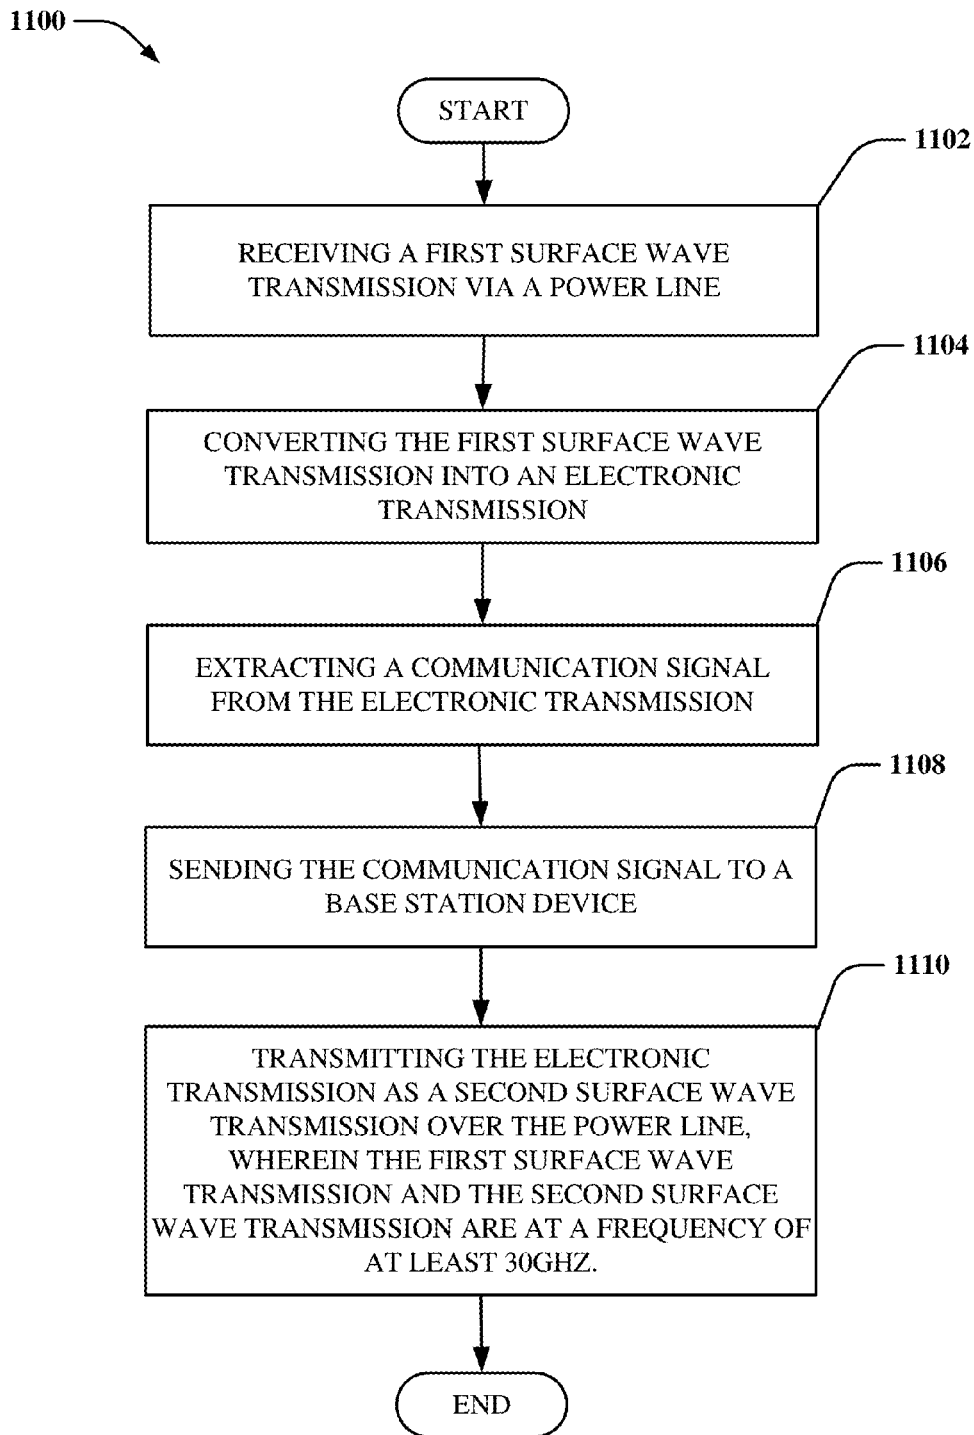 1100
START
1102
RECEIVING A FIRST SURFACE WAVE
TRANSMISSION VIA A POWER LINE
1104
CONVERTING THE FIRST SURFACE WAVE
TRANSMISSION INTO AN ELECTRONIC
TRANSMISSION
1106
EXTRACTING A COMMUNICATION SIGNAL
FROM THE ELECTRONIC TRANSMISSION
1108
SENDING THE COMMUNICATION SIGNAL TO A
BASE STATION DEVICE
1110
TRANSMITTING THE ELECTRONIC
TRANSMISSION AS A SECOND SURFACE WAVE
TRANSMISSION OVER THE POWER LINE,
WHEREIN THE FIRST SURFACE WAVE
TRANSMISSION AND THE SECOND SURFACE
WAVE TRANSMISSION ARE AT A FREQUENCY OF
AT LEAST 30GHZ.
END